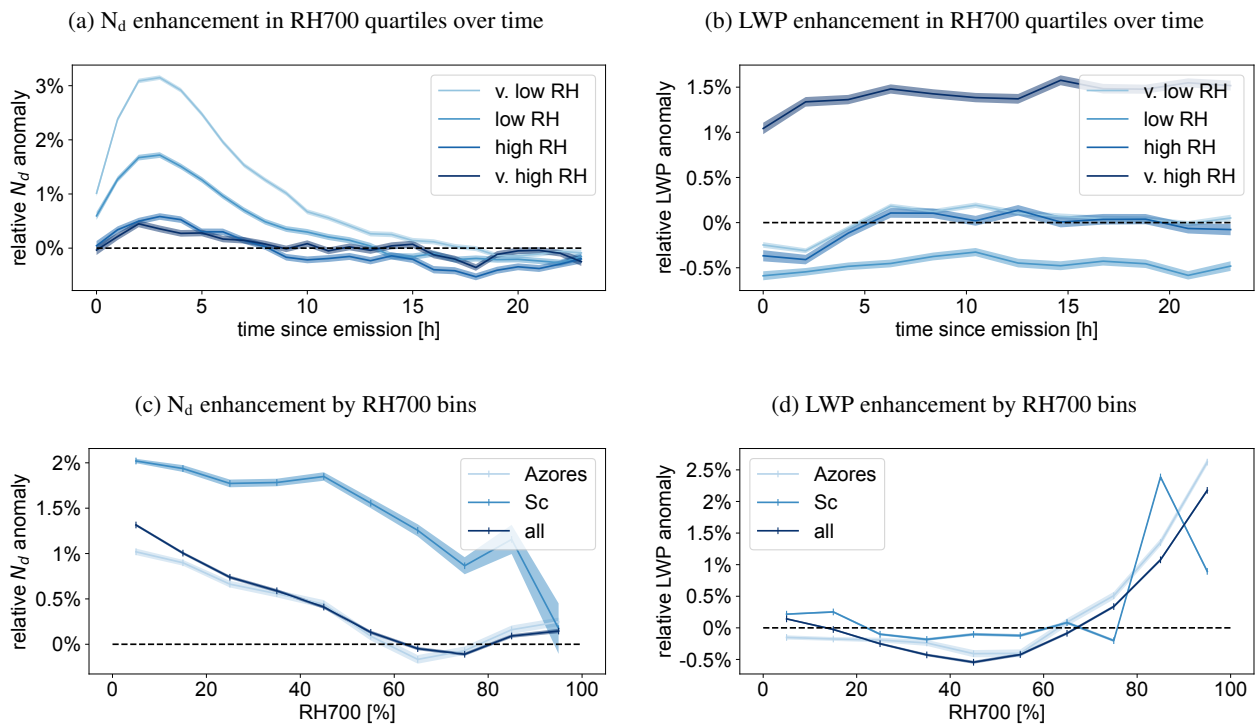 (a) N_d enhancement in RH700 quartiles over time
3%
2%
1%
0%
relative N_d anomaly
v. low RH
low RH
high RH
v. high RH
0 5 10 15 20
time since emission [h]
(b) LWP enhancement in RH700 quartiles over time
1.5%
1%
0.5%
0%
-0.5%
relative LWP anomaly
v. low RH
low RH
high RH
v. high RH
0 5 10 15 20
time since emission [h]
(c) N_d enhancement by RH700 bins
2%
1.5%
1%
0.5%
0%
relative N_d anomaly
Azores
Sc
all
0 20 40 60 80 100
RH700 [%]
(d) LWP enhancement by RH700 bins
2.5%
2%
1.5%
1%
0.5%
0%
-0.5%
relative LWP anomaly
Azores
Sc
all
0 20 40 60 80 100
RH700 [%]